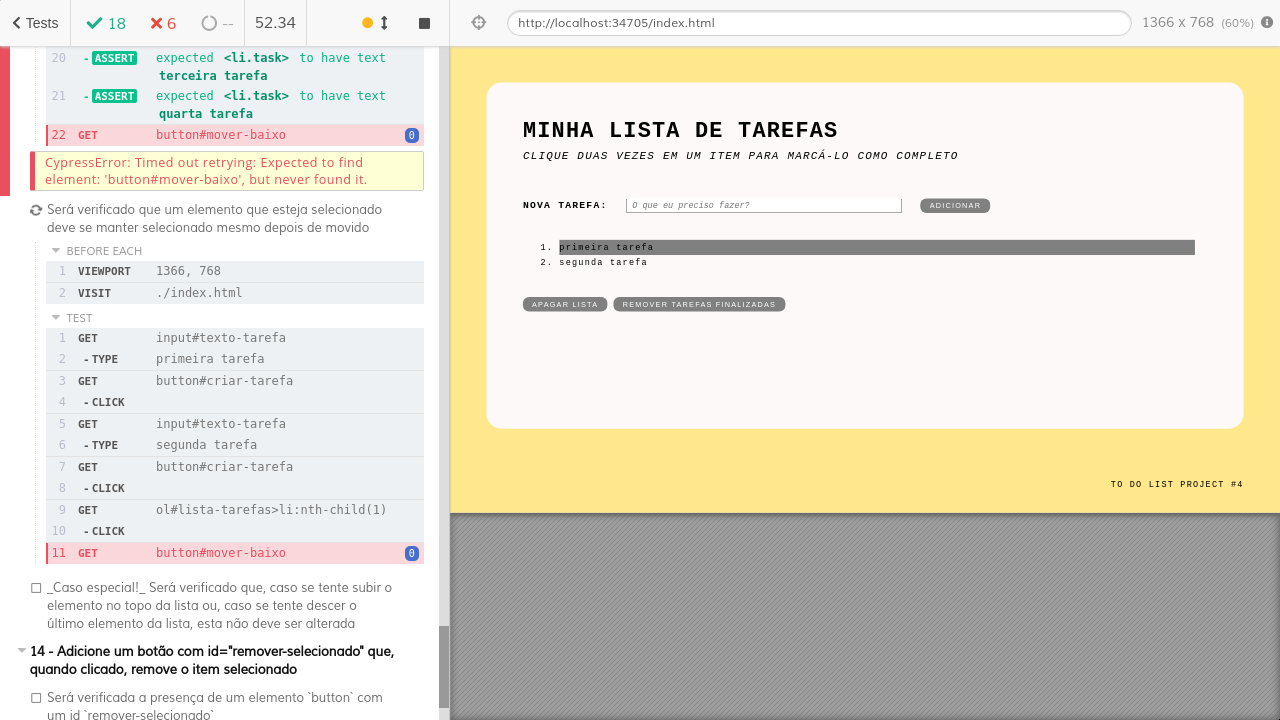 Tests 18 6 -- 52.34 http://localhost:34705/index.html 1366 x 768 (60%)
20 - ASSERT expected <li.task> to have text
terceira tarefa
21 - ASSERT expected <li.task> to have text
quarta tarefa
22 GET button#mover-baixo 0
CypressError: Timed out retrying: Expected to find
element: 'button#mover-baixo', but never found it.
Será verificado que um elemento que esteja selecionado
deve se manter selecionado mesmo depois de movido
BEFORE EACH
1 VIEWPORT 1366, 768
2 VISIT ./index.html
TEST
1 GET input#texto-tarefa
2 - TYPE primeira tarefa
3 GET button#criar-tarefa
4 - CLICK
5 GET input#texto-tarefa
6 - TYPE segunda tarefa
7 GET button#criar-tarefa
8 - CLICK
9 GET ol#lista-tarefas>li:nth-child(1)
10 - CLICK
11 GET button#mover-baixo 0
_Caso especial!_ Será verificado que, caso se tente subir o
elemento no topo da lista ou, caso se tente descer o
último elemento da lista, esta não deve ser alterada
14 - Adicione um botão com id="remover-selecionado" que,
quando clicado, remove o item selecionado
Será verificada a presença de um elemento `button` com
um id `remover-selecionado`
MINHA LISTA DE TAREFAS
CLIQUE DUAS VEZES EM UM ITEM PARA MARCÁ-LO COMO COMPLETO
NOVA TAREFA: O que eu preciso fazer? ADICIONAR
1. primeira tarefa
2. segunda tarefa
APAGAR LISTA REMOVER TAREFAS FINALIZADAS
TO DO LIST PROJECT #4